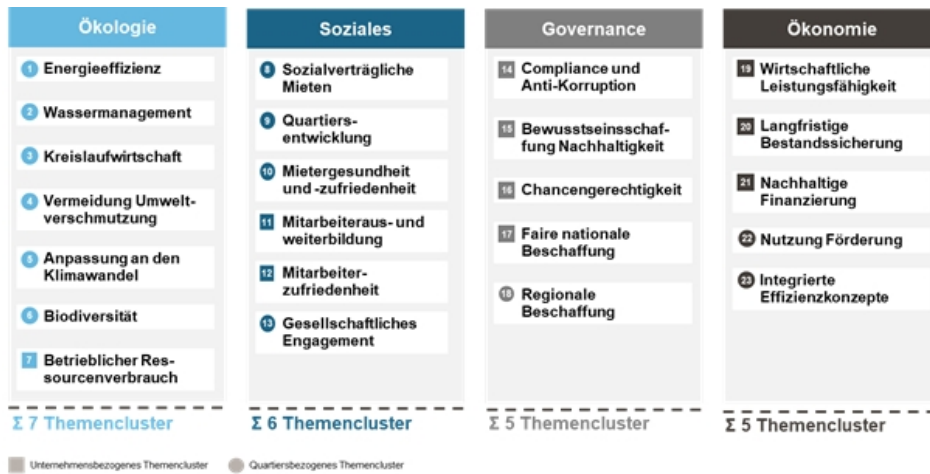 Ökologie
1 Energieeffizienz
2 Wassermanagement
3 Kreislaufwirtschaft
4 Vermeidung Umwelt-
verschmutzung
5 Anpassung an den
Klimawandel
6 Biodiversität
7 Betrieblicher Res-
sourcenverbrauch
Σ 7 Themencluster
Soziales
8 Sozialverträgliche
Mieten
9 Quartiers-
entwicklung
10 Mietergesundheit
und -zufriedenheit
11 Mitarbeiteraus- und
weiterbildung
12 Mitarbeiter-
zufriedenheit
13 Gesellschaftliches
Engagement
Σ 6 Themencluster
Governance
14 Compliance und
Anti-Korruption
15 Bewusstseinsschaf-
fung Nachhaltigkeit
16 Chancengerechtigkeit
17 Faire nationale
Beschaffung
18 Regionale
Beschaffung
Σ 5 Themencluster
Ökonomie
19 Wirtschaftliche
Leistungsfähigkeit
20 Langfristige
Bestandssicherung
21 Nachhaltige
Finanzierung
22 Nutzung Förderung
23 Integrierte
Effizienzkonzepte
Σ 5 Themencluster
Unternehmensbezogenes Themencluster
Quartiersbezogenes Themencluster